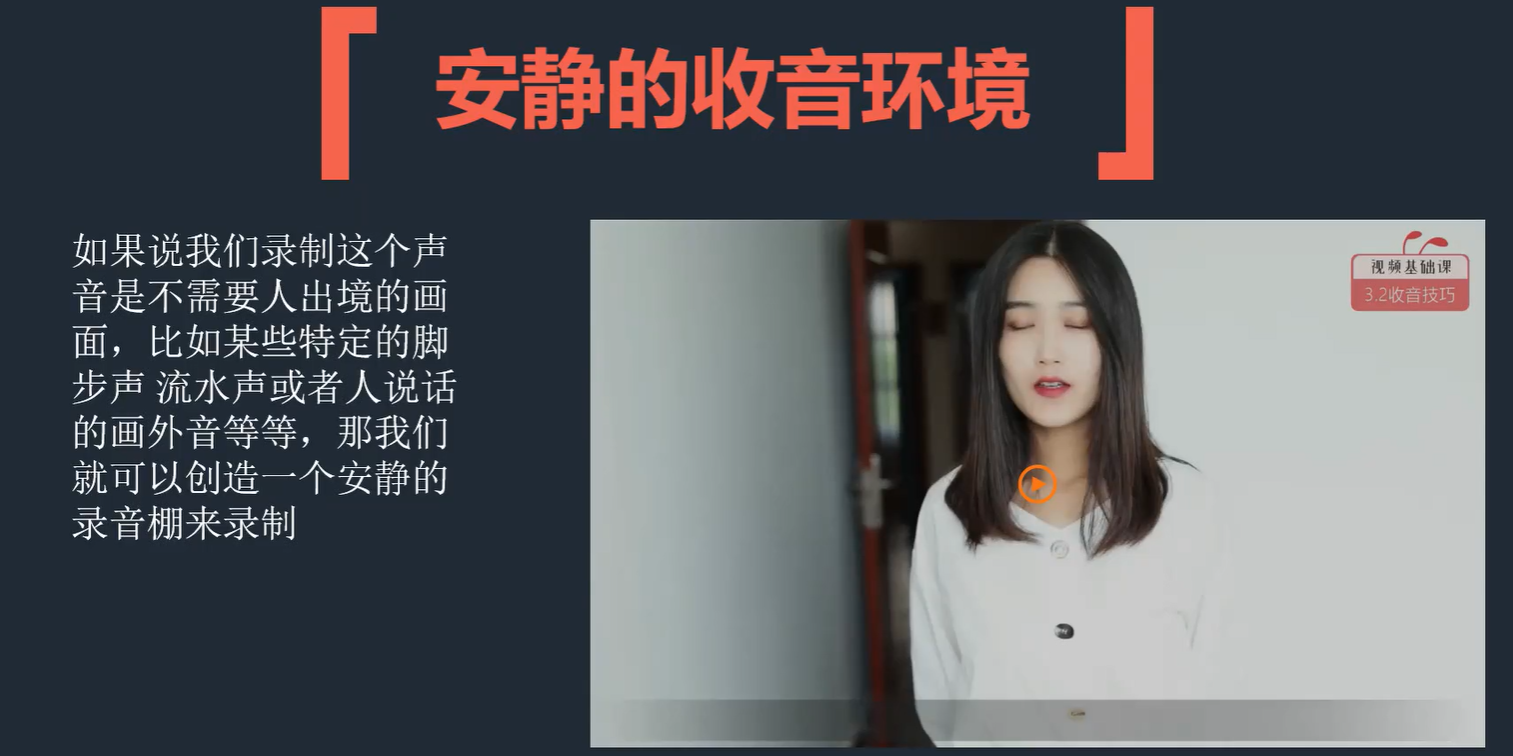 安静的收音环境
如果说我们录制这个声
音是不需要人出境的画
面，比如某些特定的脚
步声 流水声或者人说话
的画外音等等，那我们
就可以创造一个安静的
录音棚来录制
视频基础课
3.2收音技巧